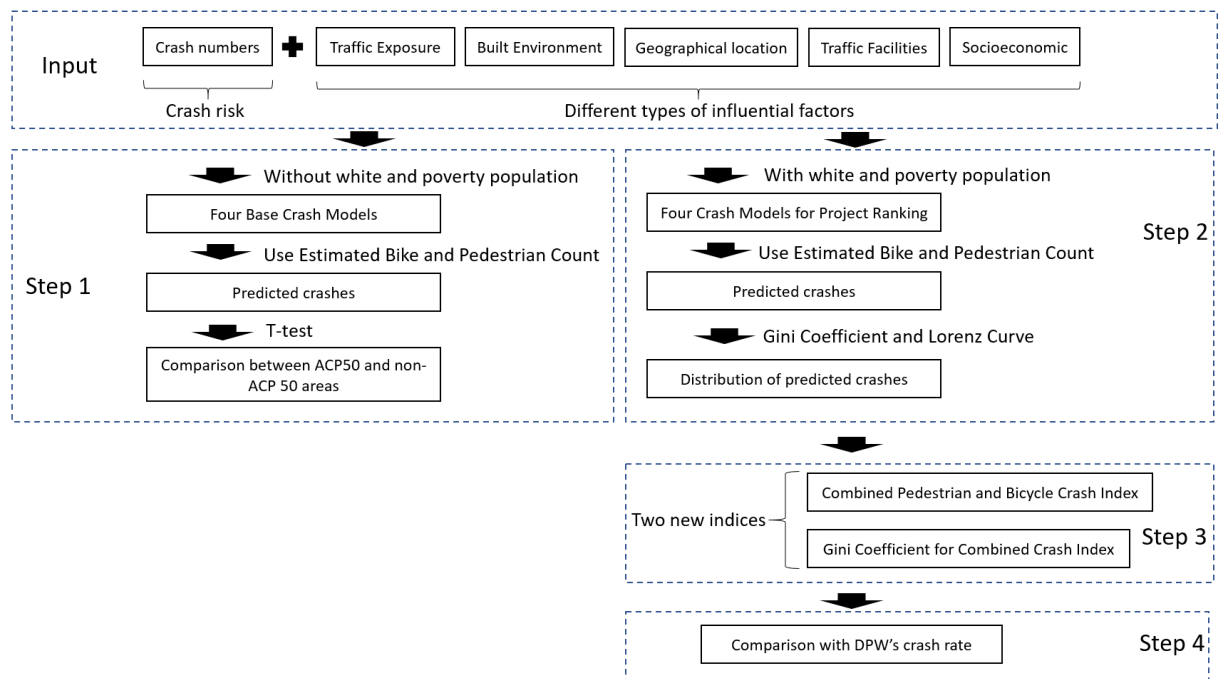 Input
Crash numbers
Traffic Exposure
Built Environment
Geographical location
Traffic Facilities
Socioeconomic
Crash risk
Different types of influential factors
Step 1
Without white and poverty population
Four Base Crash Models
Use Estimated Bike and Pedestrian Count
Predicted crashes
T-test
Comparison between ACP50 and non-
ACP 50 areas
Step 2
With white and poverty population
Four Crash Models for Project Ranking
Use Estimated Bike and Pedestrian Count
Predicted crashes
Gini Coefficient and Lorenz Curve
Distribution of predicted crashes
Two new indices
Combined Pedestrian and Bicycle Crash Index
Gini Coefficient for Combined Crash Index
Step 3
Comparison with DPW's crash rate
Step 4